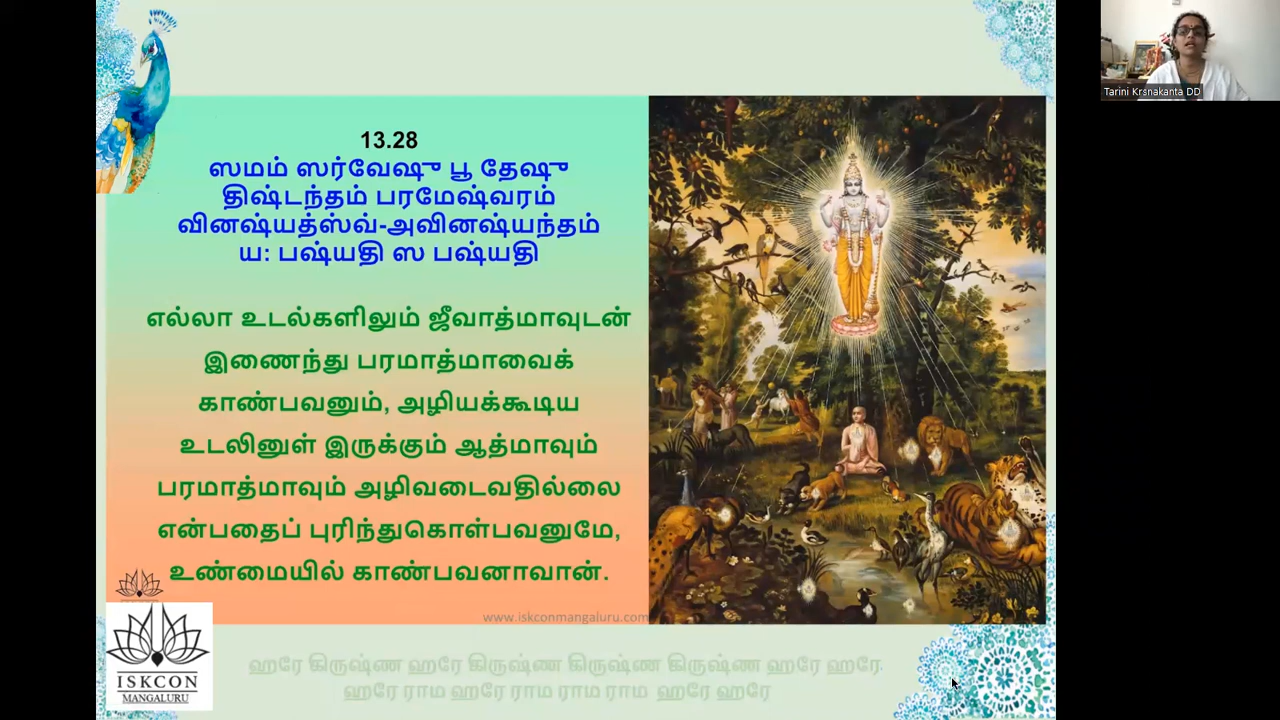 13.28
ஸமம் ஸர்வேஷு பூ தேஷு
திஷ்டந்தம் பரமேஷ்வரம்
வினஷ்யத்ஸ்வ்-அவினஷ்யந்தம்
ய: பஷ்யதி ஸ பஷ்யதி
எல்லா உடல்களிலும் ஜீவாத்மாவுடன்
இணைந்து பரமாத்மாவைக்
காண்பவனும், அழியக்கூடிய
உடலினுள் இருக்கும் ஆத்மாவும்
பரமாத்மாவும் அழிவடைவதில்லை
என்பதைப் புரிந்துகொள்பவனுமே,
உண்மையில் காண்பவனாவான்.
www.iskconmangaluru.com
ISKCON
MANGALURU
ஹரே கிருஷ்ண ஹரே கிருஷ்ண கிருஷ்ண கிருஷ்ண ஹரே ஹரே
ஹரே ராம ஹரே ராம ராம ராம ஹரே ஹரே
Tarini Krsnakanta DD